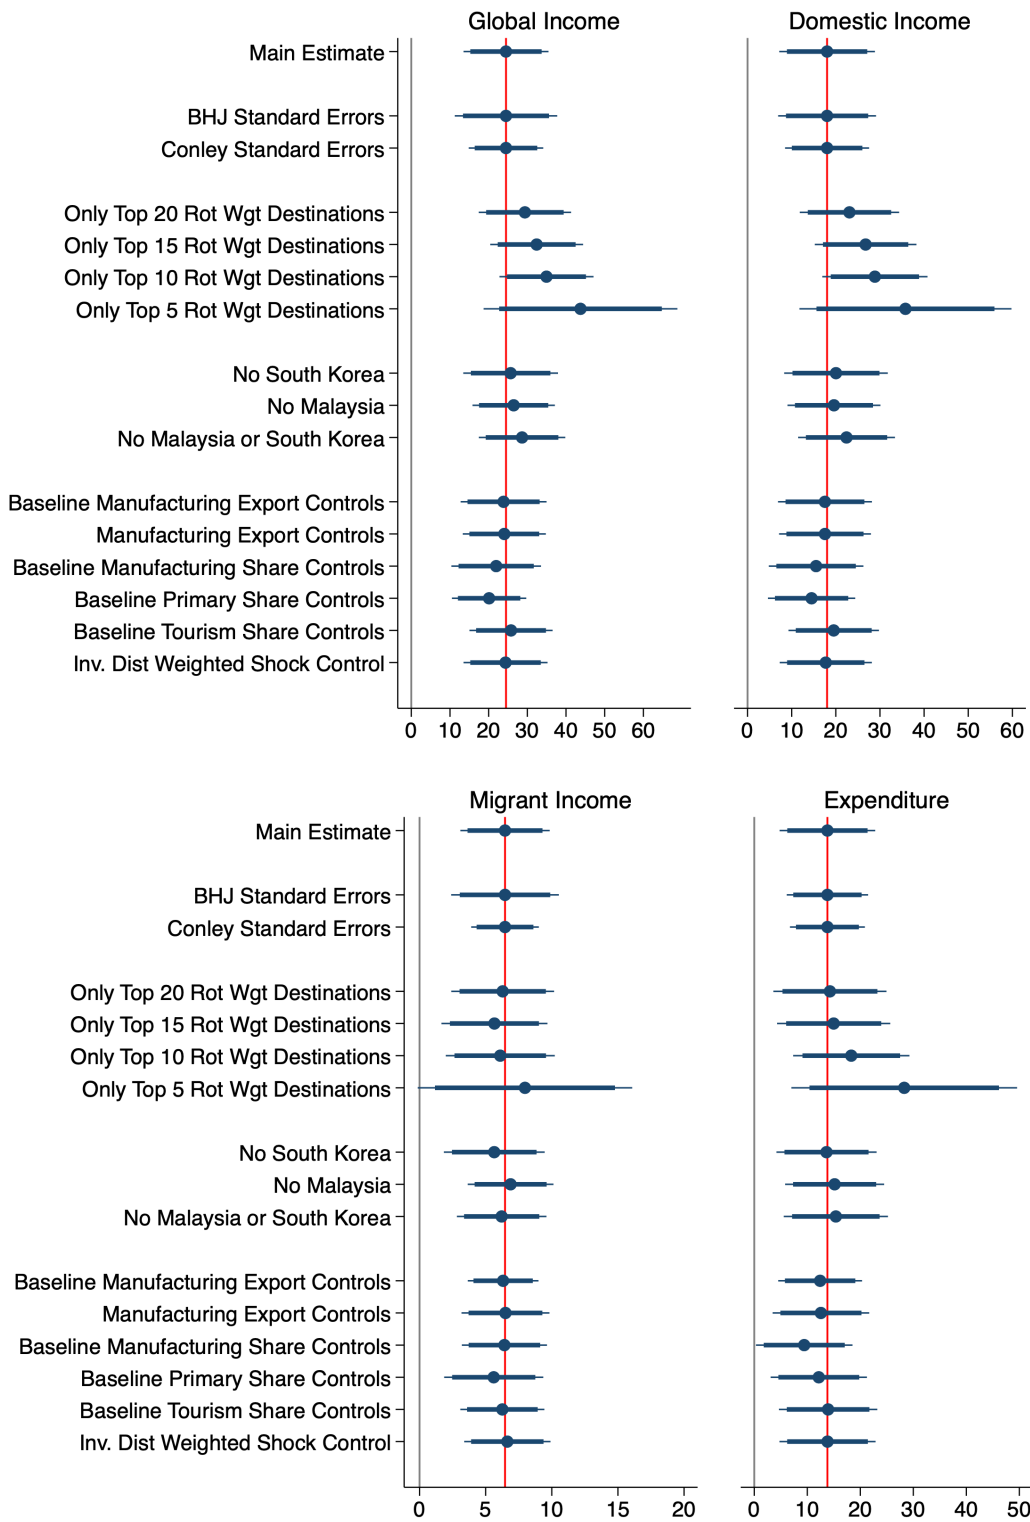 Global Income
Domestic Income
Main Estimate
BHJ Standard Errors
Conley Standard Errors
Only Top 20 Rot Wgt Destinations
Only Top 15 Rot Wgt Destinations
Only Top 10 Rot Wgt Destinations
Only Top 5 Rot Wgt Destinations
No South Korea
No Malaysia
No Malaysia or South Korea
Baseline Manufacturing Export Controls
Manufacturing Export Controls
Baseline Manufacturing Share Controls
Baseline Primary Share Controls
Baseline Tourism Share Controls
Inv. Dist Weighted Shock Control
0 10 20 30 40 50 60
0 10 20 30 40 50 60
Migrant Income
Expenditure
Main Estimate
BHJ Standard Errors
Conley Standard Errors
Only Top 20 Rot Wgt Destinations
Only Top 15 Rot Wgt Destinations
Only Top 10 Rot Wgt Destinations
Only Top 5 Rot Wgt Destinations
No South Korea
No Malaysia
No Malaysia or South Korea
Baseline Manufacturing Export Controls
Manufacturing Export Controls
Baseline Manufacturing Share Controls
Baseline Primary Share Controls
Baseline Tourism Share Controls
Inv. Dist Weighted Shock Control
0 5 10 15 20
0 10 20 30 40 50